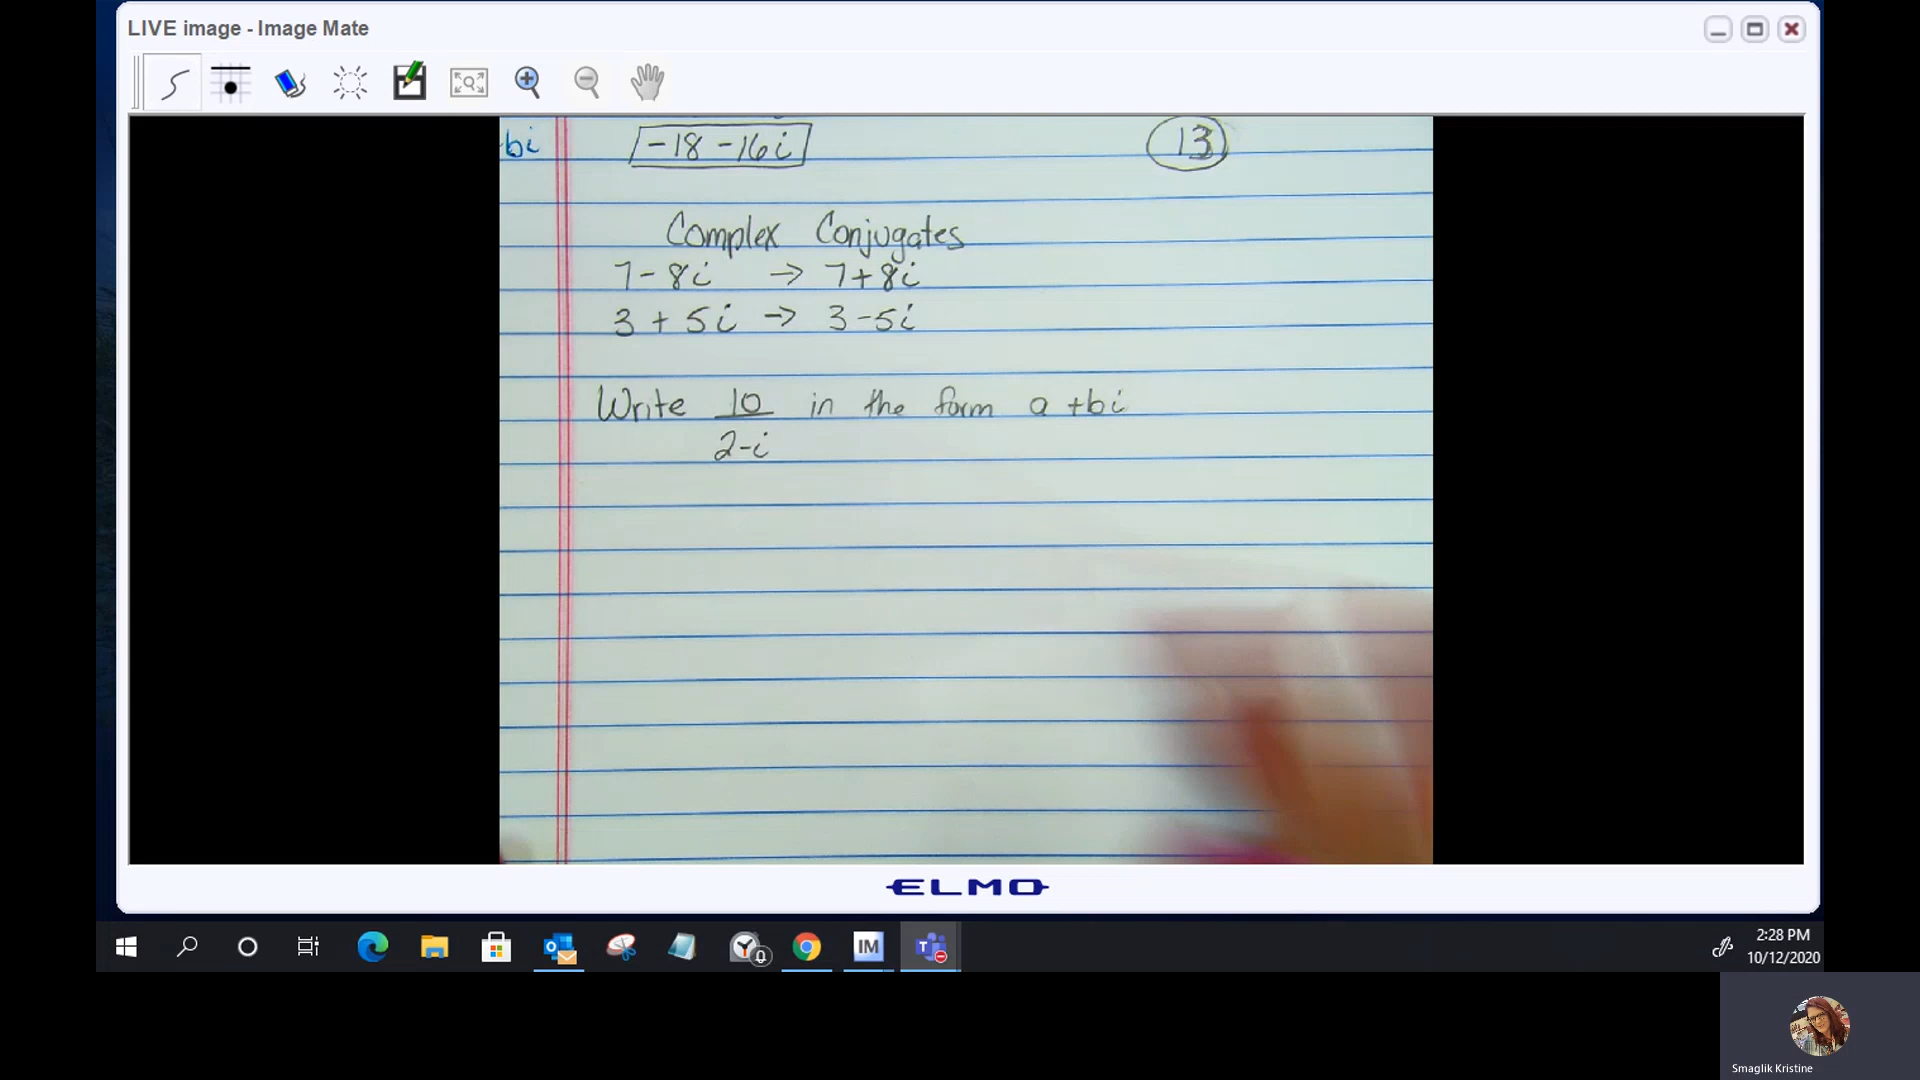 LIVE image - Image Mate
bi
-18 -16i
13
Complex Conjugates
7 - 8i → 7 + 8i
3 + 5i → 3 - 5i
Write 10/2-i in the form a + bi
ELMO
IM
2:28 PM
10/12/2020
Smaglik Kristine